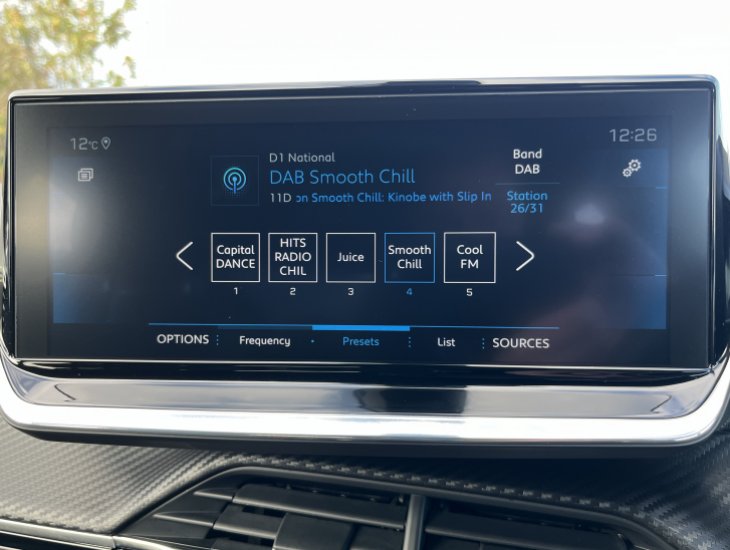 12°C
12:26
D1 National
DAB Smooth Chill
11D on Smooth Chill: Kinobe with Slip In
Band
DAB
Station
26/31
Capital
DANCE
HITS
RADIO
CHIL
Juice
Smooth
Chill
Cool
FM
1
2
3
4
5
OPTIONS
Frequency
Presets
List
SOURCES